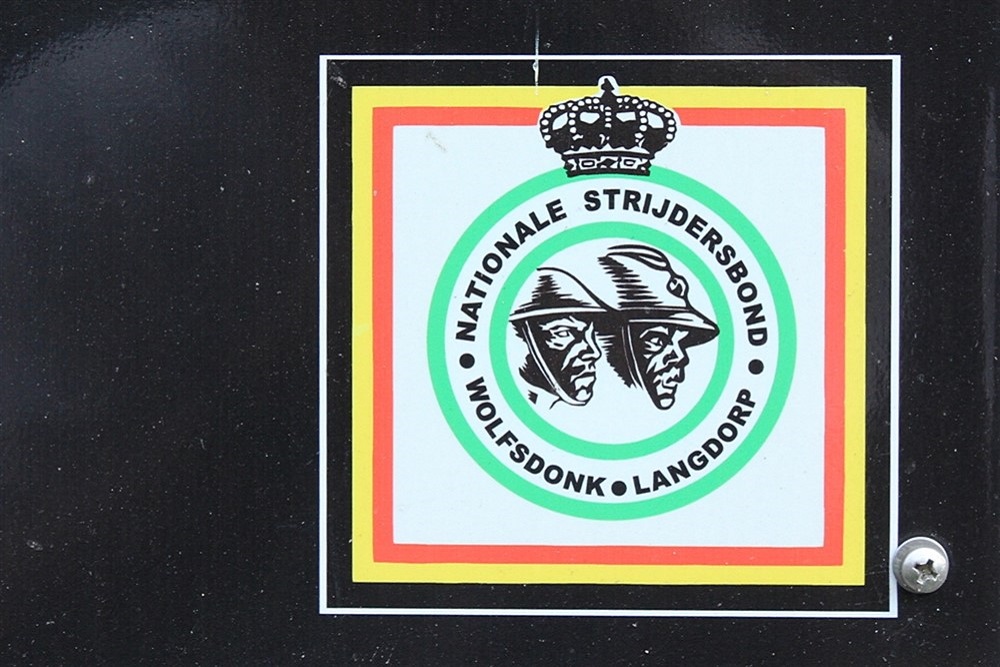 NATIONALE STRIJDERSBOND
WOLFSDONK • LANGDORP